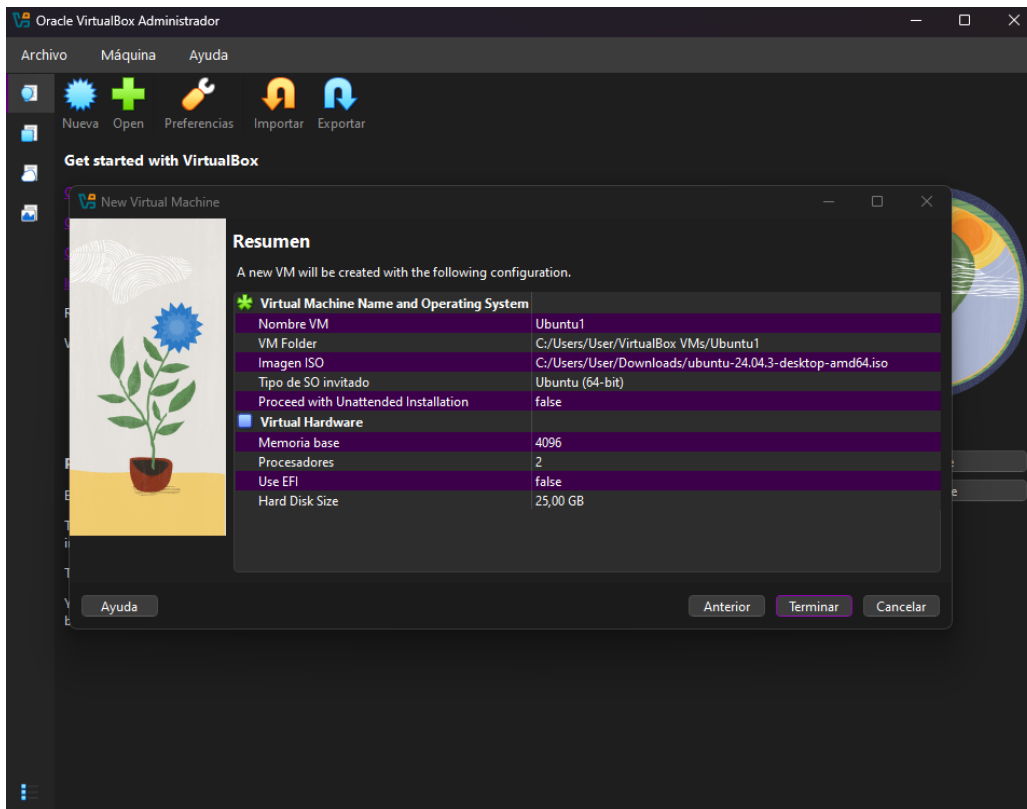 Oracle VirtualBox Administrador
Archivo Máquina Ayuda
Nueva Open Preferencias Importar Exportar
Get started with VirtualBox
New Virtual Machine
Resumen
A new VM will be created with the following configuration.
Virtual Machine Name and Operating System
Nombre VM Ubuntu1
VM Folder C:/Users/User/VirtualBox VMs/Ubuntu1
Imagen ISO C:/Users/User/Downloads/ubuntu-24.04.3-desktop-amd64.iso
Tipo de SO invitado Ubuntu (64-bit)
Proceed with Unattended Installation false
Virtual Hardware
Memoria base 4096
Procesadores 2
Use EFI false
Hard Disk Size 25,00 GB
Ayuda Anterior Terminar Cancelar